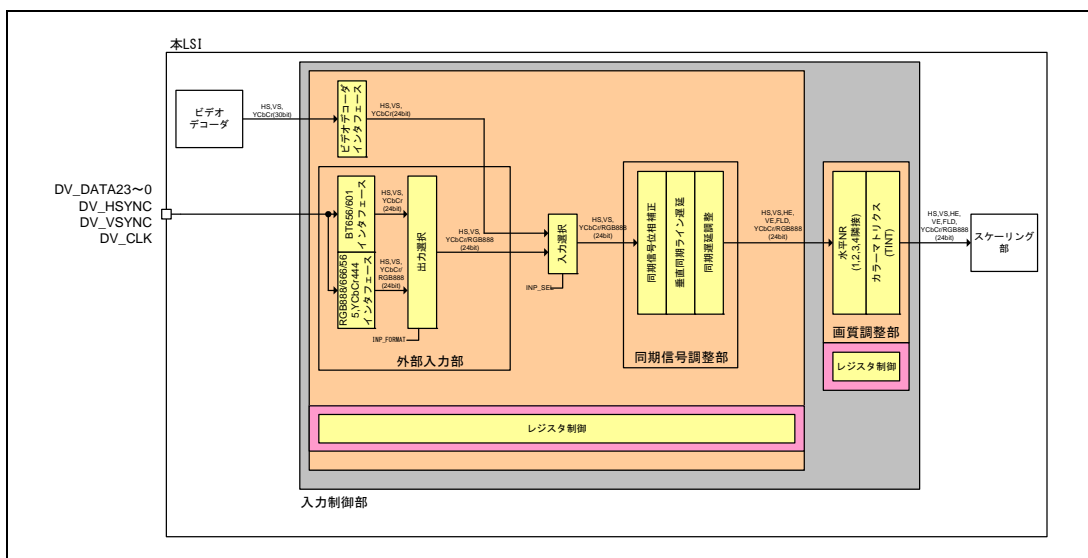 本LSI
ビデオ
デコーダ
HS,VS,
YCbCr(30bit)
ビデオデコーダ
インタフェース
HS,VS,
YCbCr(24bit)
DV_DATA23～0
DV_HSYNC
DV_VSYNC
DV_CLK
BT656/601
インタフェース
HS,VS,
YCbCr
(24bit)
RGB888/666/56
5,YCbCr444
インタフェース
HS,VS,
YCbCr/
RGB888
(24bit)
出力選択
INP_FORMAT
外部入力部
HS,VS,
YCbCr/RGB888
(24bit)
入力選択
INP_SEL
HS,VS,
YCbCr/RGB888
(24bit)
同期信号位相補正
垂直同期ライン遅延
同期遅延調整
同期信号調整部
HS,VS,HE,
VE,FLD,
YCbCr/RGB888
(24bit)
水平NR
(1,2,3,4隣接)
カラーマトリクス
(TINT)
画質調整部
レジスタ制御
HS,VS,HE,
VE,FLD,
YCbCr/RGB888
(24bit)
スケーリング
部
レジスタ制御
入力制御部